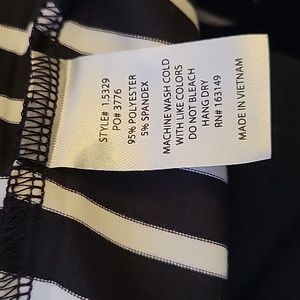 STYLE# 1.5329
PO# 3776
95% POLYESTER
5% SPANDEX
MACHINE WASH COLD
WITH LIKE COLORS
DO NOT BLEACH
HANG DRY
RN# 163149
MADE IN VIETNAM